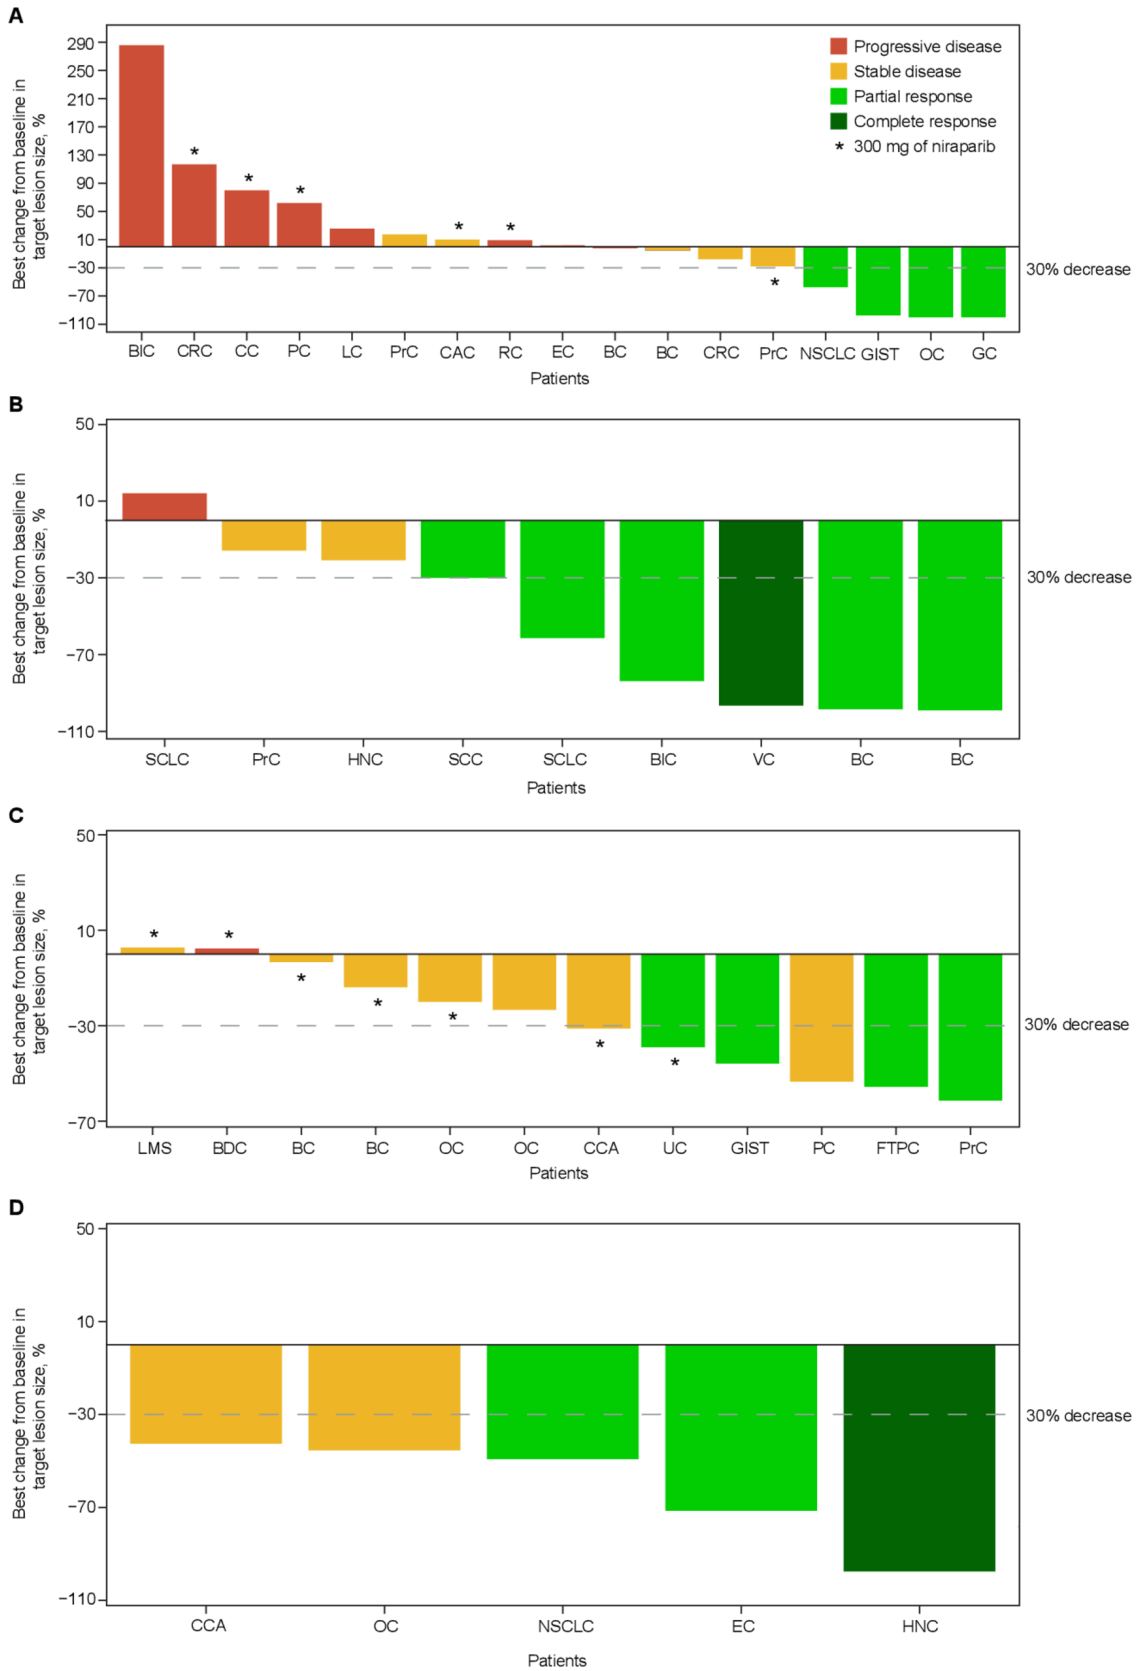 A
Best change from baseline in
target lesion size, %
290
250
210
170
130
90
50
10
−30
−70
−110
Progressive disease
Stable disease
Partial response
Complete response
* 300 mg of niraparib
* * * * * *
30% decrease
BIC CRC CC PC LC PrC CAC RC EC BC BC CRC PrC NSCLC GIST OC GC
Patients
B
Best change from baseline in
target lesion size, %
50
10
−30
−70
−110
30% decrease
SCLC PrC HNC SCC SCLC BIC VC BC BC
Patients
C
Best change from baseline in
target lesion size, %
50
10
−30
−70
* * * * * * *
30% decrease
LMS BDC BC BC OC OC CCA UC GIST PC FTPC PrC
Patients
D
Best change from baseline in
target lesion size, %
50
10
−30
−70
−110
30% decrease
CCA OC NSCLC EC HNC
Patients